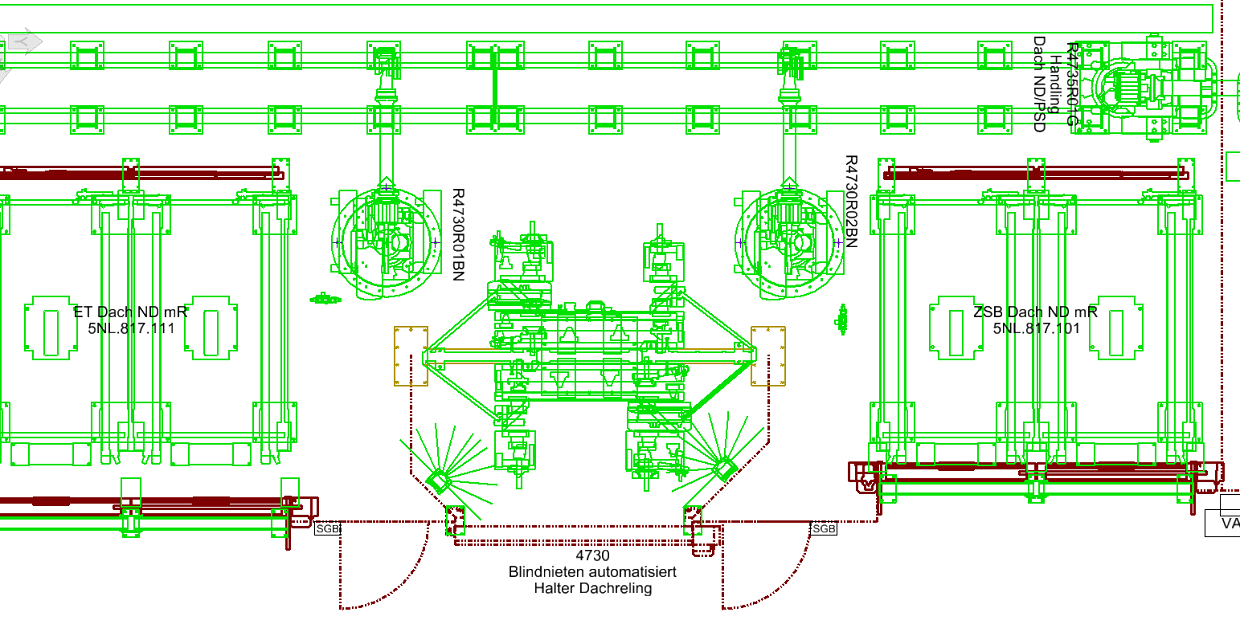 R4735R01G
Handling
Dach ND/PSD
R4730R01BN
R4730R02BN
ET Dach ND mR
5NL.817.111
ZSB Dach ND mR
5NL.817.101
SGB
SGB
VA
4730
Blindnieten automatisiert
Halter Dachreling